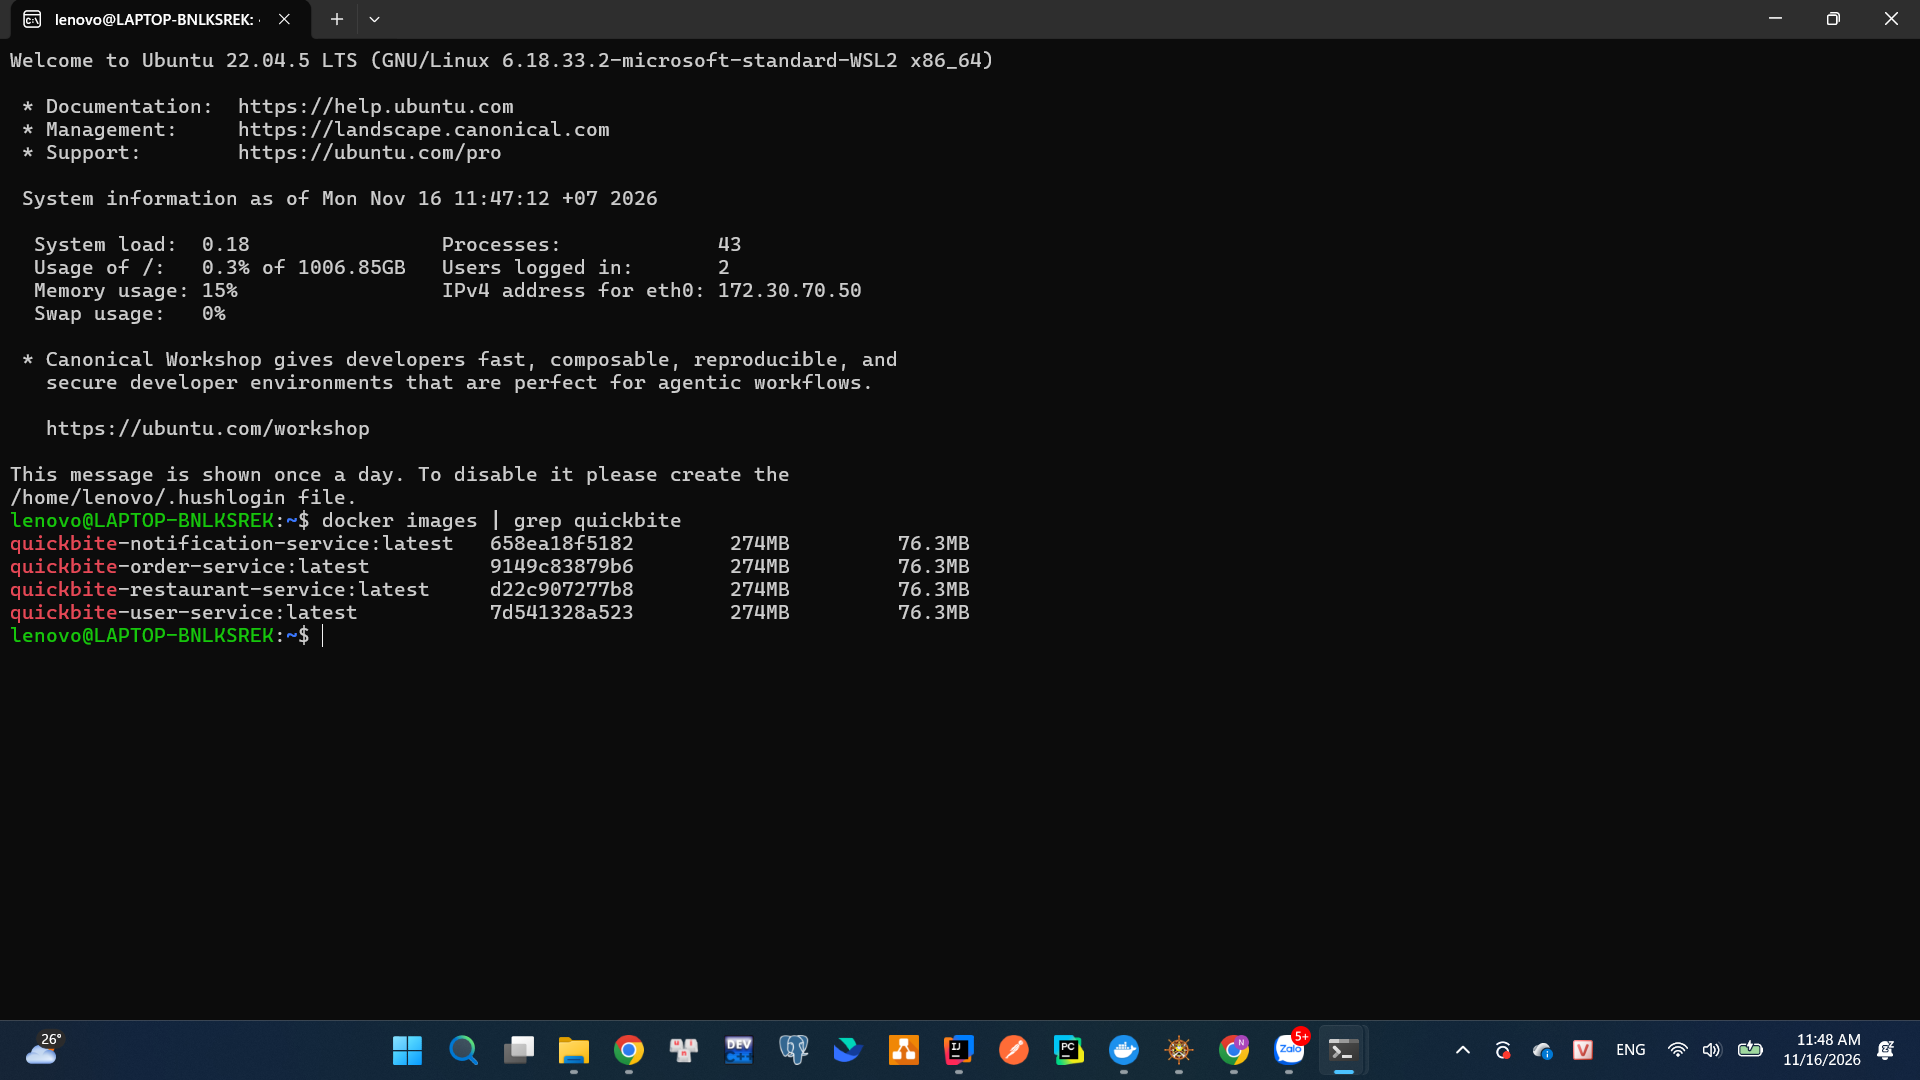 lenovo@LAPTOP-BNLKSREK: ~
Welcome to Ubuntu 22.04.5 LTS (GNU/Linux 6.18.33.2-microsoft-standard-WSL2 x86_64)
* Documentation:  https://help.ubuntu.com
* Management:     https://landscape.canonical.com
* Support:        https://ubuntu.com/pro
System information as of Mon Nov 16 11:47:12 +07 2026
System load:  0.18                Processes:             43
Usage of /:   0.3% of 1006.85GB   Users logged in:       2
Memory usage: 15%                 IPv4 address for eth0: 172.30.70.50
Swap usage:   0%
* Canonical Workshop gives developers fast, composable, reproducible, and
secure developer environments that are perfect for agentic workflows.
https://ubuntu.com/workshop
This message is shown once a day. To disable it please create the
/home/lenovo/.hushlogin file.
lenovo@LAPTOP-BNLKSREK:~$ docker images | grep quickbite
quickbite-notification-service:latest   658ea18f5182        274MB         76.3MB
quickbite-order-service:latest          9149c83879b6        274MB         76.3MB
quickbite-restaurant-service:latest     d22c907277b8        274MB         76.3MB
quickbite-user-service:latest           7d541328a523        274MB         76.3MB
lenovo@LAPTOP-BNLKSREK:~$
26°
DEV
IJ
PC
N
Zalo
5+
V
ENG
11:48 AM
11/16/2026